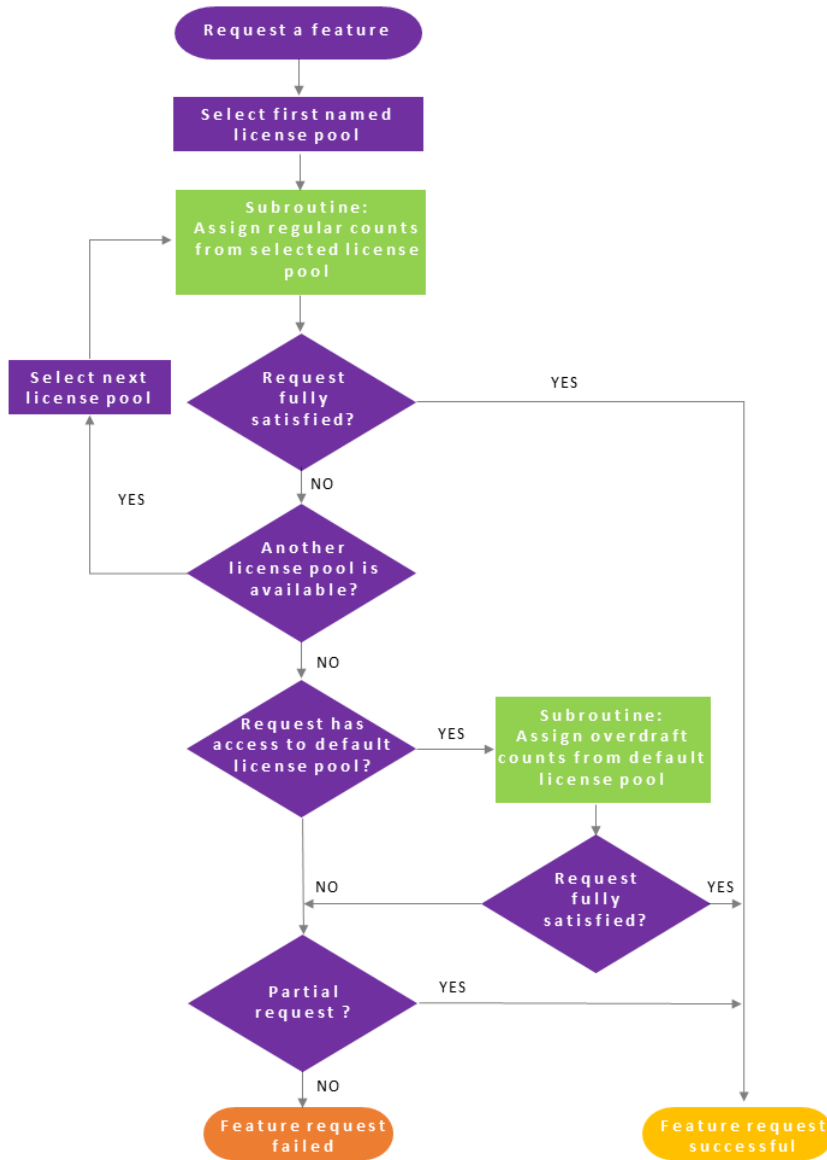 Request a feature
Select first named
license pool
Subroutine:
Assign regular counts
from selected license
pool
Select next
license pool
Request
fully
satisfied?
YES
NO
YES
Another
license pool is
available?
NO
Request has
access to default
license pool?
YES
Subroutine:
Assign overdraft
counts from default
license pool
NO
Request
fully
satisfied?
YES
Partial
request ?
YES
NO
Feature request
failed
Feature request
successful